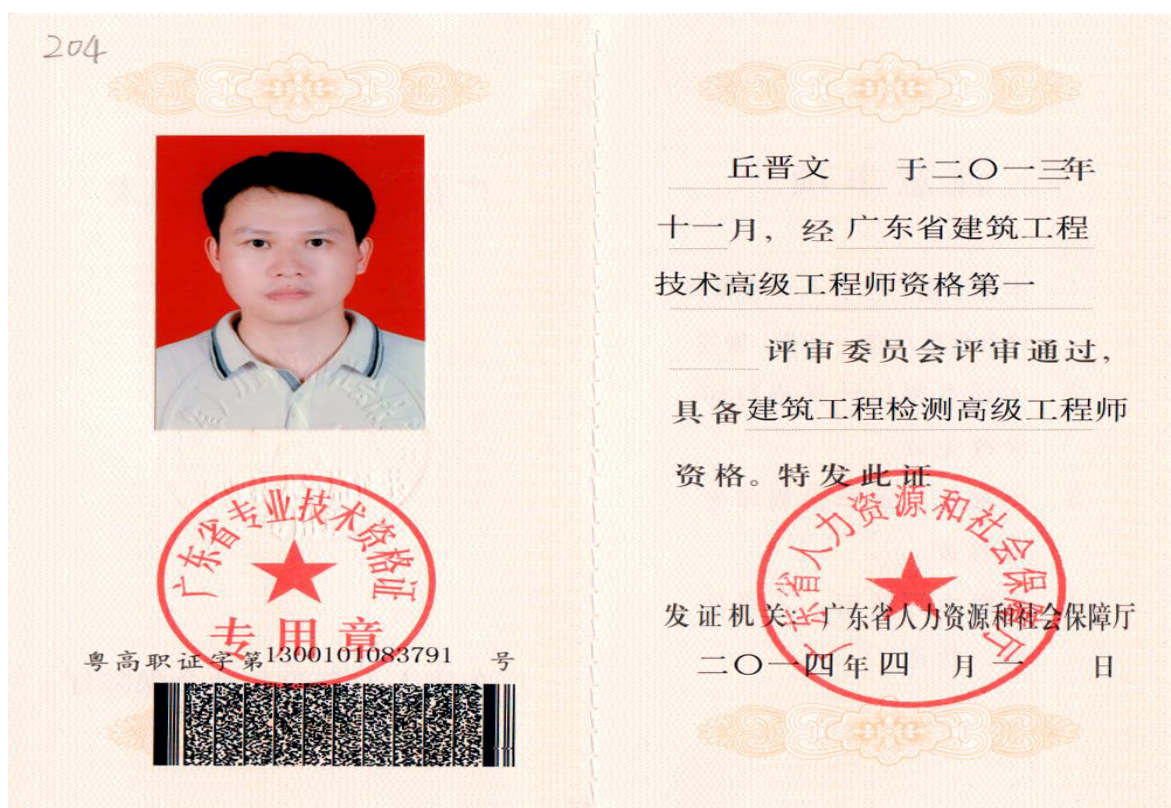 204
广东省专业技术资格证
专用章
粤高职证字第1300101083791 号
丘晋文 于二〇一三年
十一月，经广东省建筑工程
技术高级工程师资格第一
评审委员会评审通过，
具备建筑工程检测高级工程师
资格。特发此证
广东省人力资源和社会保障厅
发证机关：广东省人力资源和社会保障厅
二〇一四年四 月一 日